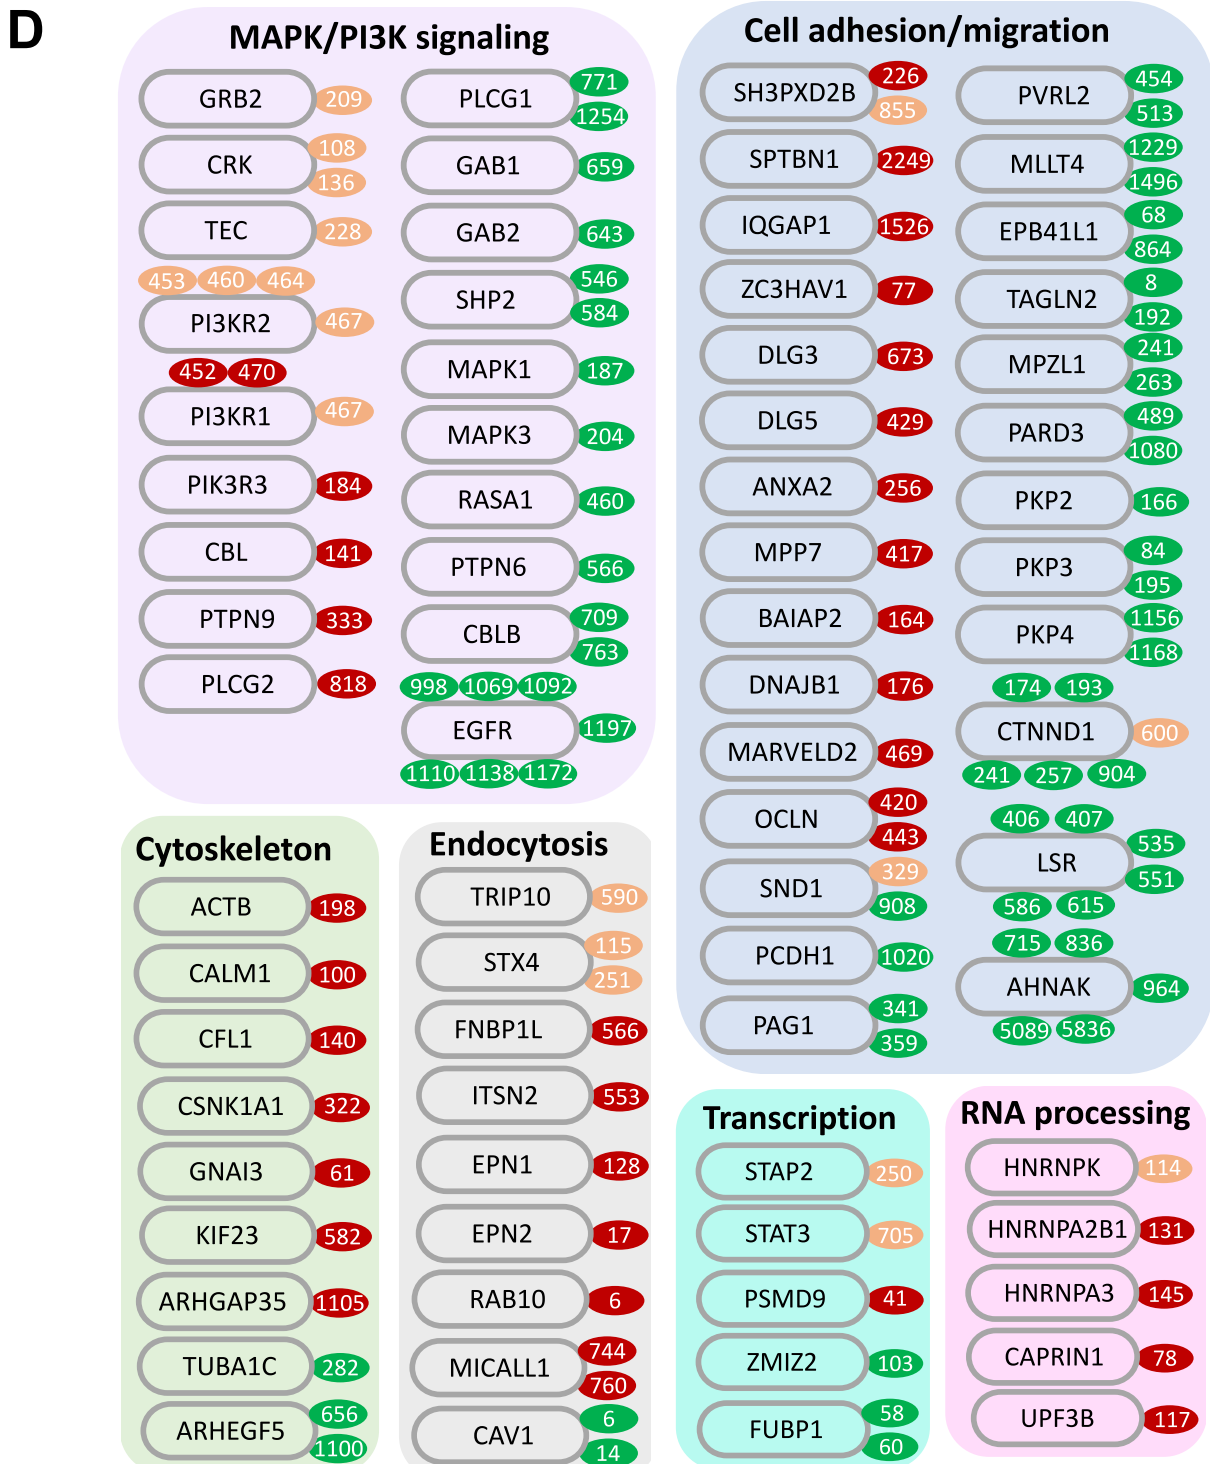 D
MAPK/PI3K signaling
GRB2 209
CRK 108 136
TEC 228
453 460 464
PI3KR2 467
452 470
PI3KR1 467
PIK3R3 184
CBL 141
PTPN9 333
PLCG2 818
PLCG1 771 1254
GAB1 659
GAB2 643
SHP2 546 584
MAPK1 187
MAPK3 204
RASA1 460
PTPN6 566
CBLB 709 763
998 1069 1092
EGFR 1197
1110 1138 1172
Cell adhesion/migration
SH3PXD2B 226 855
SPTBN1 2249
IQGAP1 1526
ZC3HAV1 77
DLG3 673
DLG5 429
ANXA2 256
MPP7 417
BAIAP2 164
DNAJB1 176
MARVELD2 469
OCLN 420 443
SND1 329 908
PCDH1 1020
PAG1 341 359
PVRL2 454 513
MLLT4 1229 1496
EPB41L1 68 864
TAGLN2 8 192
MPZL1 241 263
PARD3 489 1080
PKP2 166
PKP3 84 195
PKP4 1156 1168
174 193
CTNND1 600
241 257 904
406 407
LSR 535 551
586 615
715 836
AHNAK 964
5089 5836
Cytoskeleton
ACTB 198
CALM1 100
CFL1 140
CSNK1A1 322
GNAI3 61
KIF23 582
ARHGAP35 1105
TUBA1C 282
ARHEGF5 656 1100
Endocytosis
TRIP10 590
STX4 115 251
FNBP1L 566
ITSN2 553
EPN1 128
EPN2 17
RAB10 6
MICALL1 744 760
CAV1 6 14
Transcription
STAP2 250
STAT3 705
PSMD9 41
ZMIZ2 103
FUBP1 58 60
RNA processing
HNRNPK 114
HNRNPA2B1 131
HNRNPA3 145
CAPRIN1 78
UPF3B 117